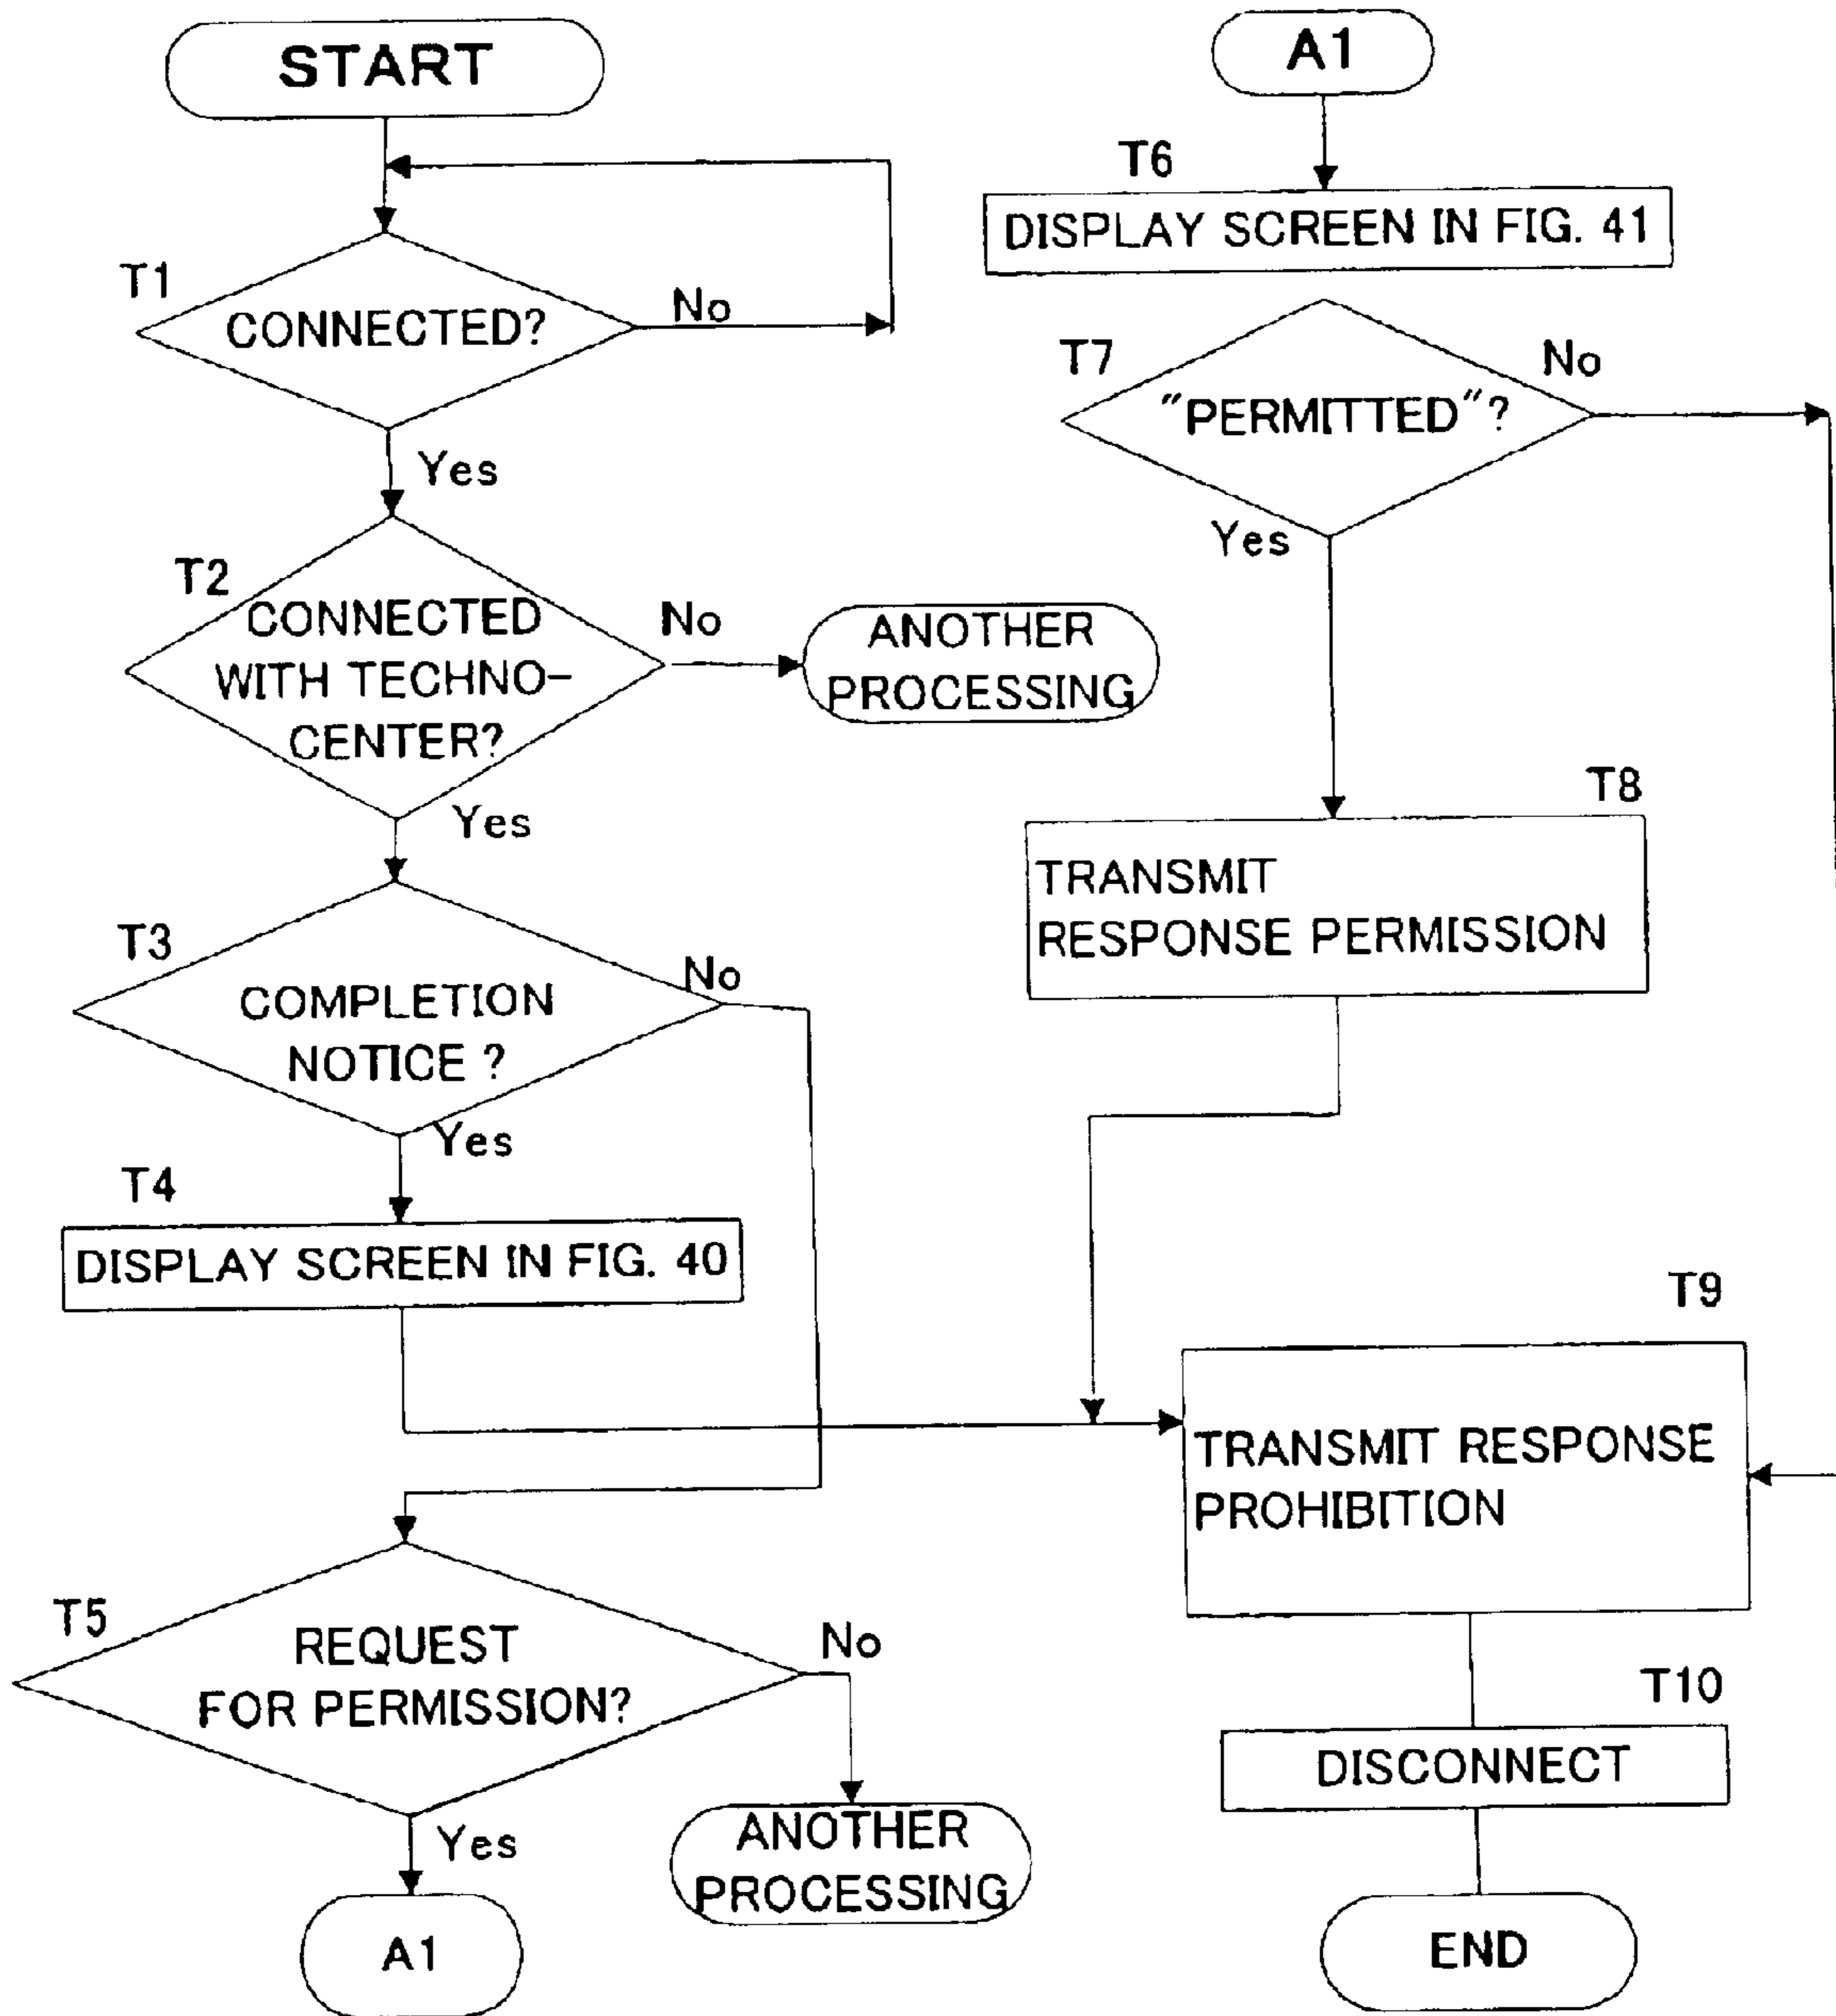 START
T1
CONNECTED?
No
Yes
T2
CONNECTED
WITH TECHNO-
CENTER?
No
ANOTHER
PROCESSING
Yes
T3
COMPLETION
NOTICE ?
No
Yes
T4
DISPLAY SCREEN IN FIG. 40
T5
REQUEST
FOR PERMISSION?
No
ANOTHER
PROCESSING
Yes
A1
A1
T6
DISPLAY SCREEN IN FIG. 41
T7
"PERMITTED"?
No
Yes
T8
TRANSMIT
RESPONSE PERMISSION
T9
TRANSMIT RESPONSE
PROHIBITION
T10
DISCONNECT
END